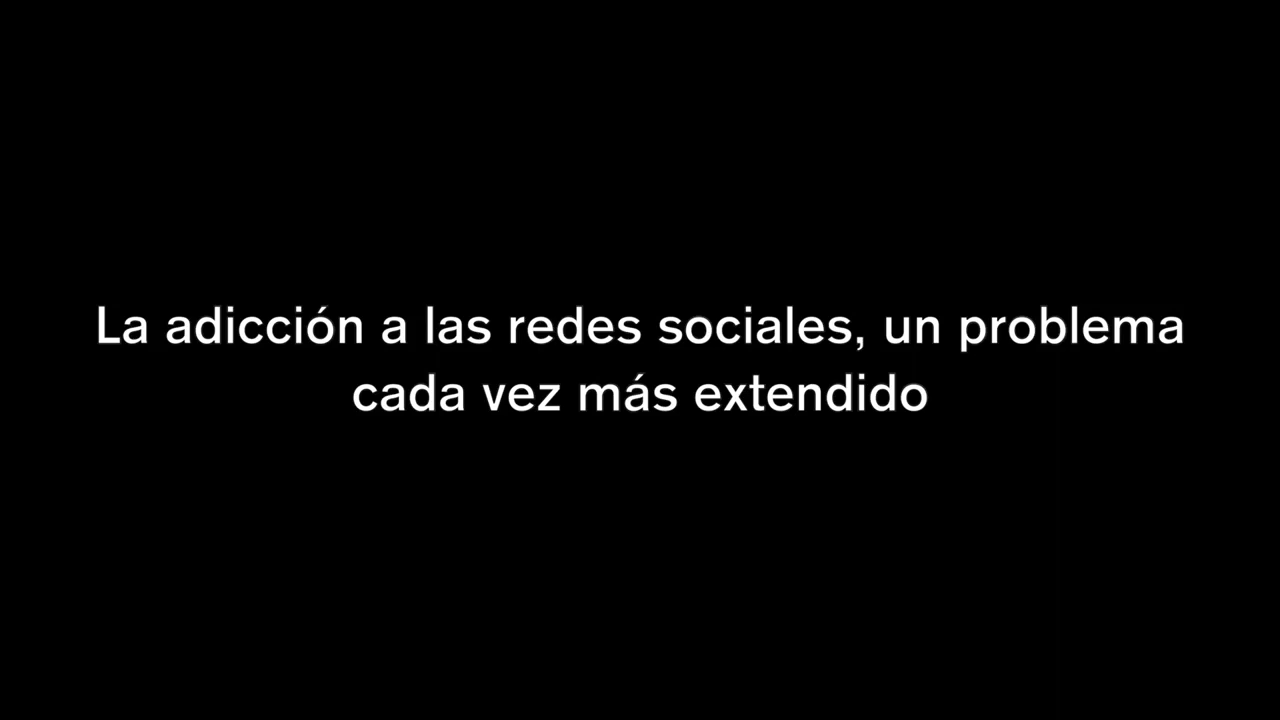 La adicción a las redes sociales, un problema
cada vez más extendido